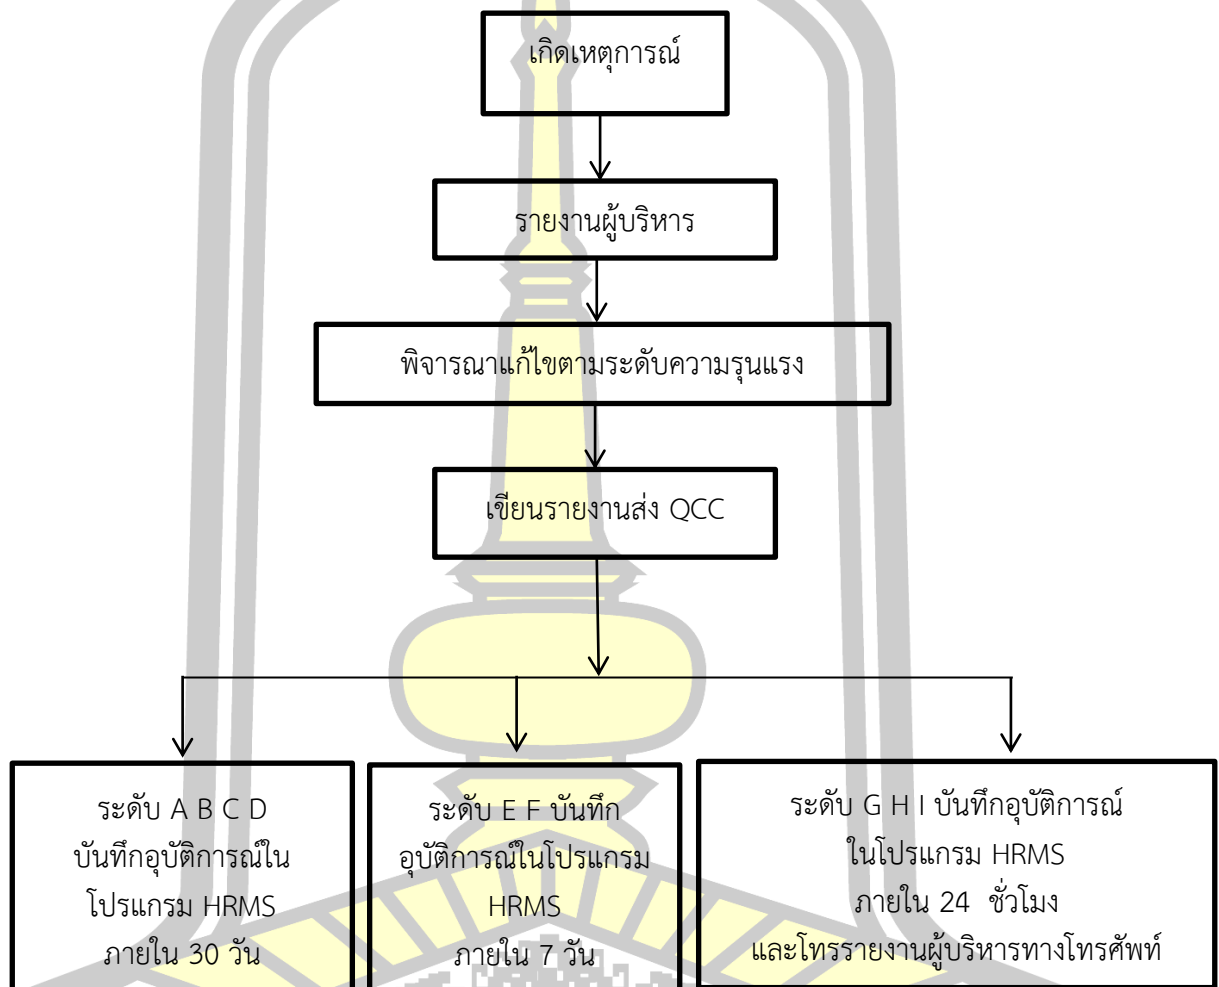 เกิดเหตุการณ์
รายงานผู้บริหาร
พิจารณาแก้ไขตามระดับความรุนแรง
เขียนรายงานส่ง QCC
ระดับ A B C D
บันทึกอุบัติการณ์ใน
โปรแกรม HRMS
ภายใน 30 วัน
ระดับ E F บันทึก
อุบัติการณ์ในโปรแกรม
HRMS
ภายใน 7 วัน
ระดับ G H I บันทึกอุบัติการณ์
ในโปรแกรม HRMS
ภายใน 24 ชั่วโมง
และโทรรายงานผู้บริหารทางโทรศัพท์